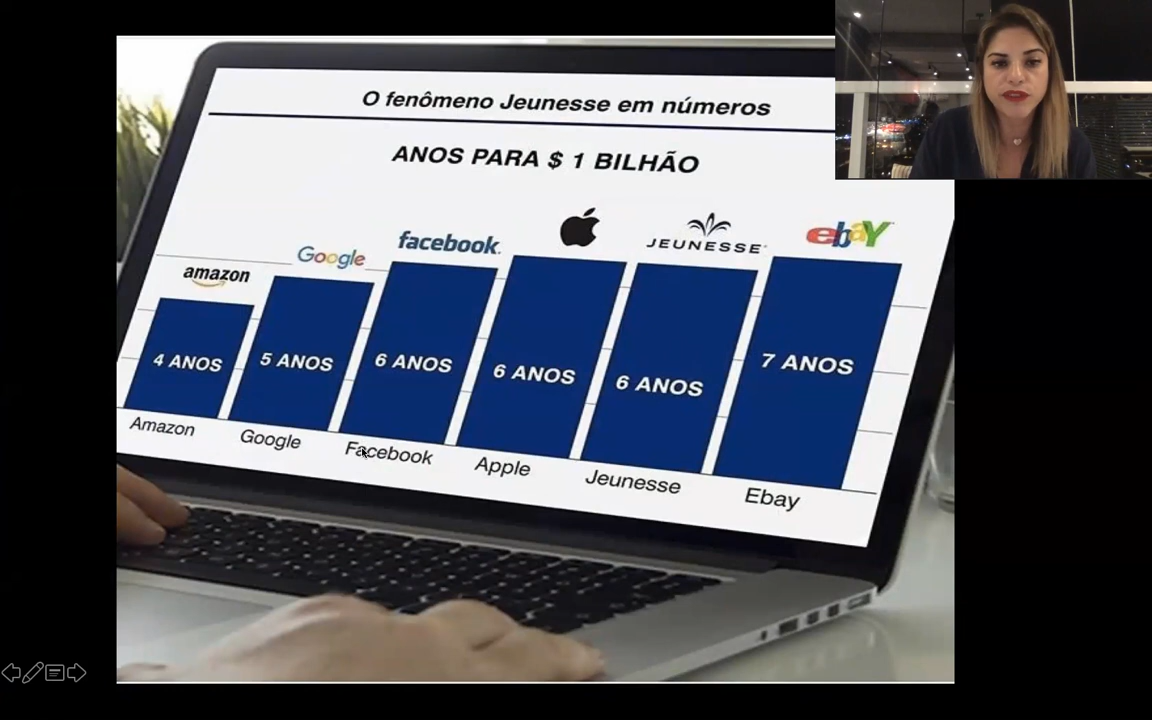 O fenômeno Jeunesse em números
ANOS PARA $ 1 BILHÃO
amazon
Google
facebook.
JEUNESSE
ebaY
4 ANOS
5 ANOS
6 ANOS
6 ANOS
6 ANOS
7 ANOS
Amazon
Google
Facebook
Apple
Jeunesse
Ebay